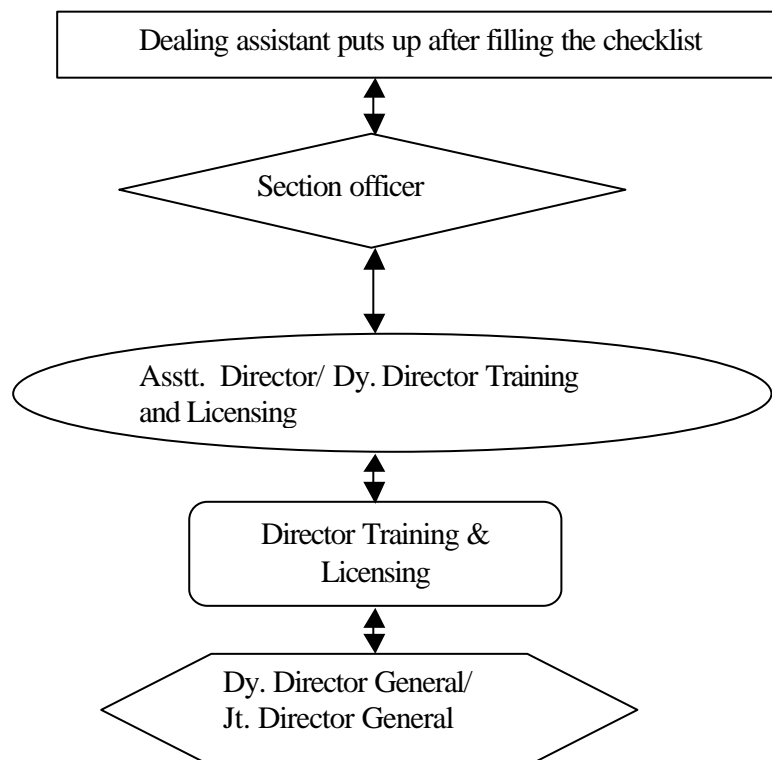 Dealing assistant puts up after filling the checklist
Section officer
Asstt. Director/ Dy. Director Training
and Licensing
Director Training &
Licensing
Dy. Director General/
Jt. Director General